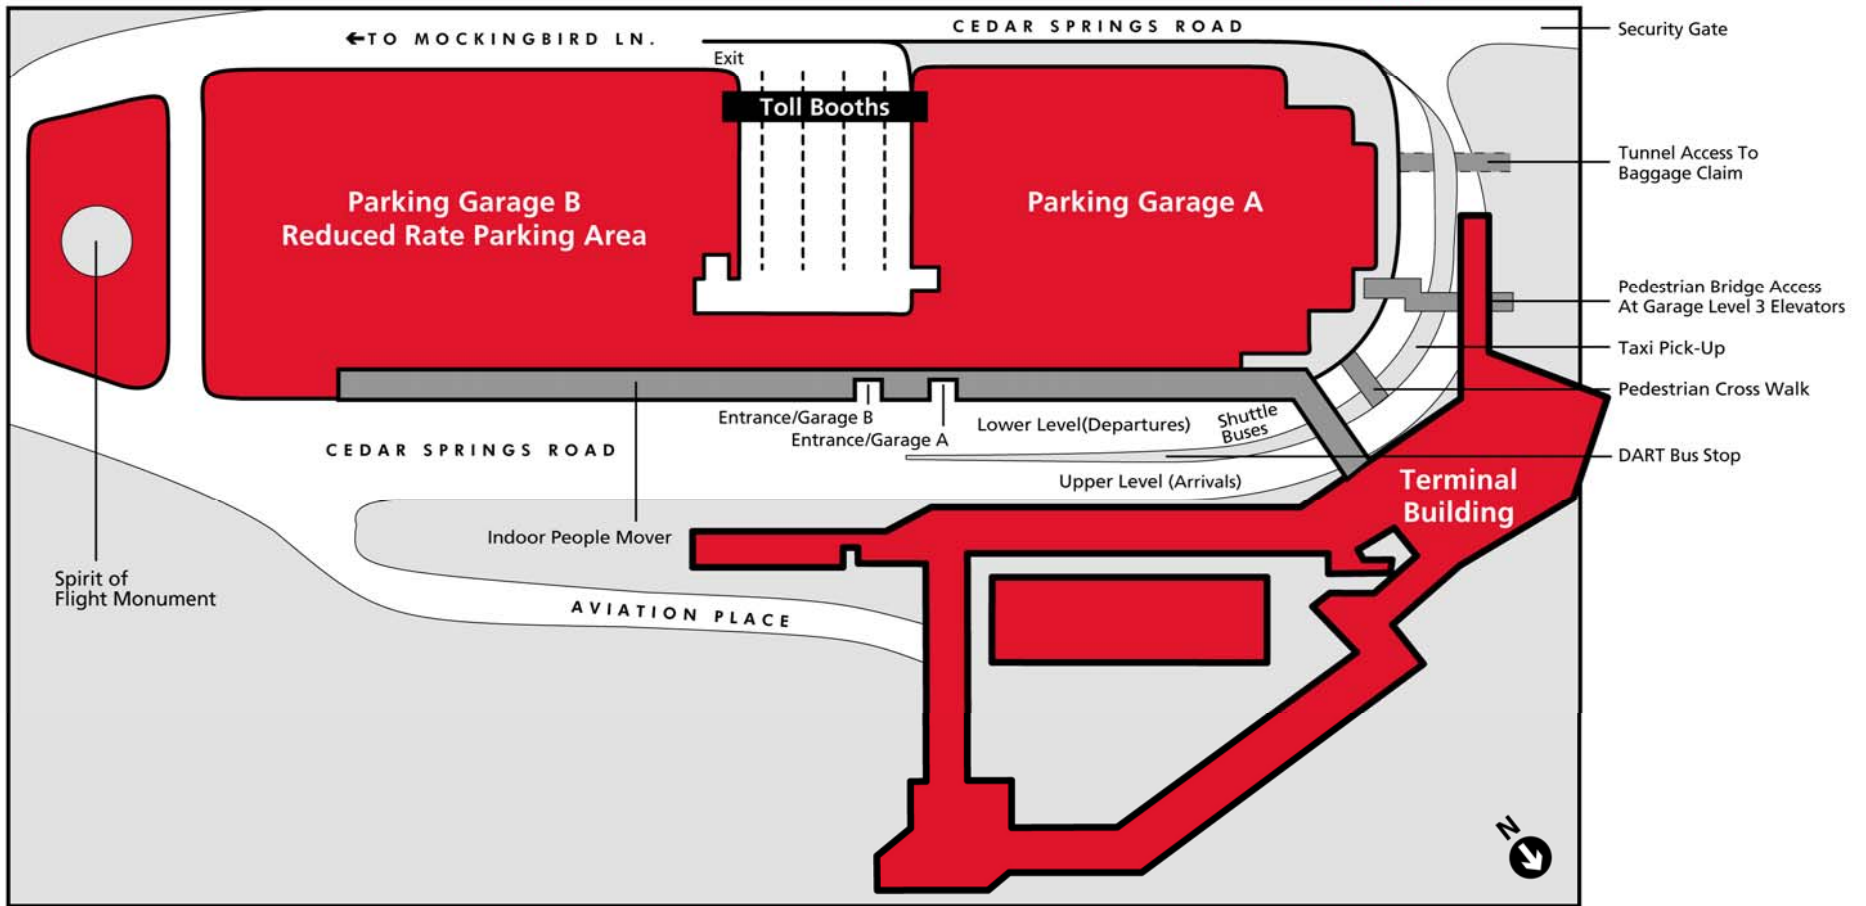 ←TO MOCKINGBIRD LN.
CEDAR SPRINGS ROAD
Security Gate
Exit
Toll Booths
Tunnel Access To
Baggage Claim
Parking Garage B
Reduced Rate Parking Area
Parking Garage A
Pedestrian Bridge Access
At Garage Level 3 Elevators
Taxi Pick-Up
Pedestrian Cross Walk
Entrance/Garage B
Entrance/Garage A
Lower Level(Departures)
Shuttle
Buses
CEDAR SPRINGS ROAD
DART Bus Stop
Upper Level (Arrivals)
Terminal
Building
Indoor People Mover
Spirit of
Flight Monument
AVIATION PLACE
N